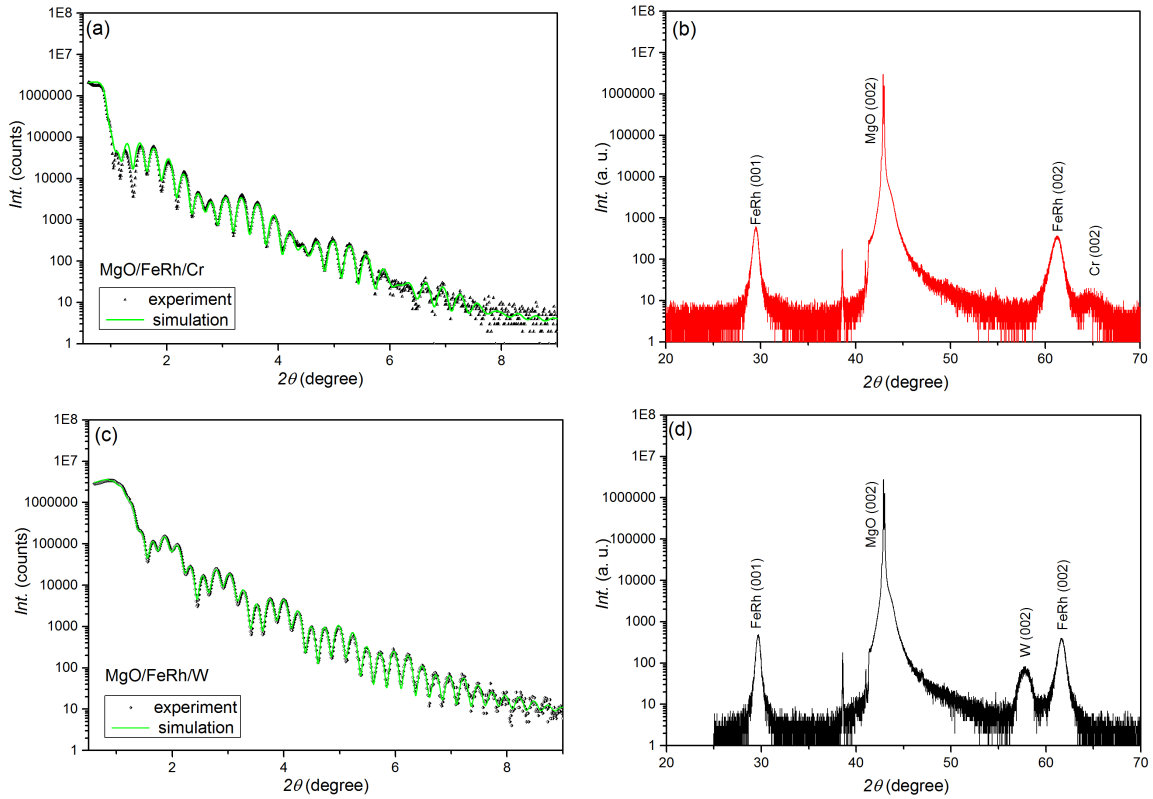 (a)
1E8
1E7
1000000
100000
10000
1000
100
10
1
Int. (counts)
MgO/FeRh/Cr
experiment
simulation
2 4 6 8
2θ (degree)
(b)
1E8
1E7
1000000
100000
10000
1000
100
10
1
Int. (a. u.)
FeRh (001)
MgO (002)
FeRh (002)
Cr (002)
20 30 40 50 60 70
2θ (degree)
(c)
1E8
1E7
1000000
100000
10000
1000
100
10
1
Int. (counts)
MgO/FeRh/W
experiment
simulation
2 4 6 8
2θ (degree)
(d)
1E8
1E7
1000000
100000
10000
1000
100
10
1
Int. (a. u.)
FeRh (001)
MgO (002)
W (002)
FeRh (002)
20 30 40 50 60 70
2θ (degree)